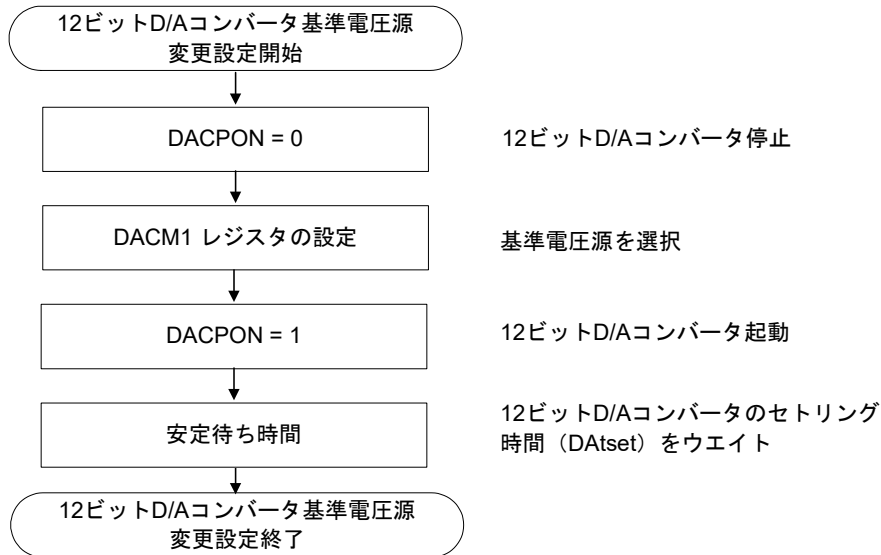 12ビットD/Aコンバータ基準電圧源
変更設定開始
DACPON = 0
12ビットD/Aコンバータ停止
DACM1 レジスタの設定
基準電圧源を選択
DACPON = 1
12ビットD/Aコンバータ起動
安定待ち時間
12ビットD/Aコンバータのセトリング
時間（DAtset）をウエイト
12ビットD/Aコンバータ基準電圧源
変更設定終了